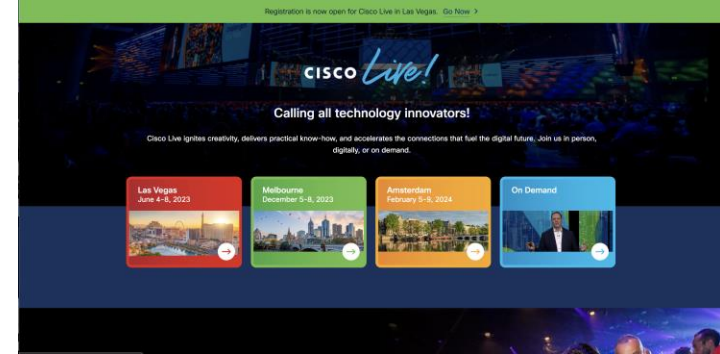 Registration is now open for Cisco Live in Las Vegas. Go Now >
CISCO Live!
Calling all technology innovators!
Cisco Live ignites creativity, delivers practical know-how, and accelerates the connections that fuel the digital future. Join us in person,
digitally, or on demand.
Las Vegas
June 4-8, 2023
Melbourne
December 5-8, 2023
Amsterdam
February 5-9, 2024
On Demand